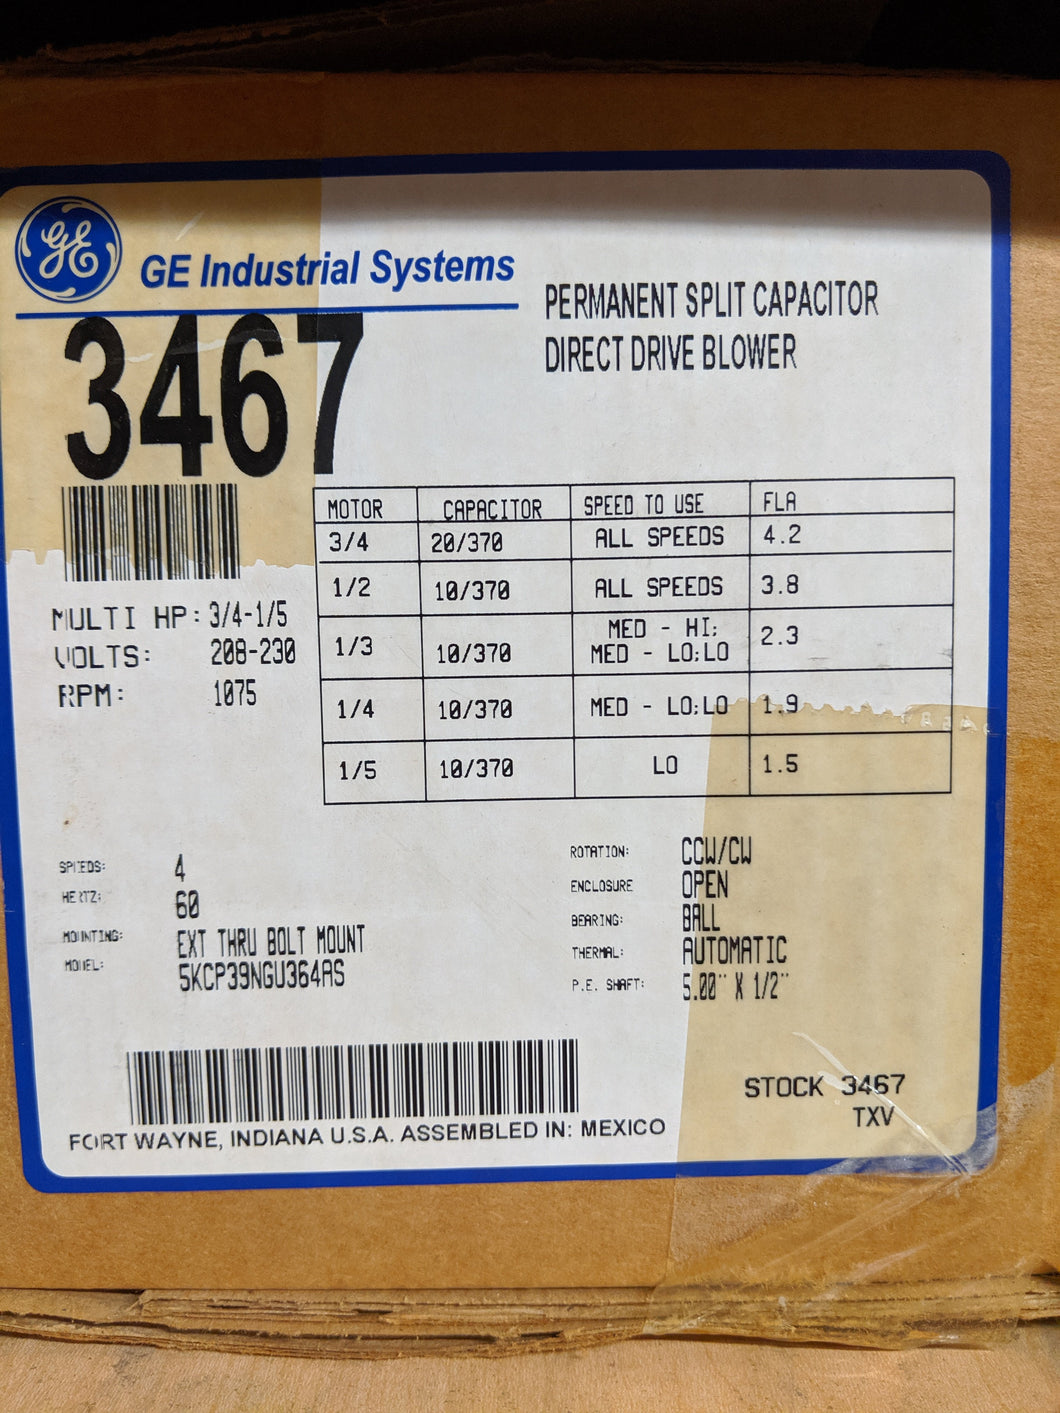 GE
GE Industrial Systems
PERMANENT SPLIT CAPACITOR
DIRECT DRIVE BLOWER
3467
MOTOR CAPACITOR SPEED TO USE FLA
3/4 20/370 ALL SPEEDS 4.2
1/2 10/370 ALL SPEEDS 3.8
1/3 10/370 MED - HI; MED - LO;LO 2.3
1/4 10/370 MED - LO;LO 1.9
1/5 10/370 LO 1.5
MULTI HP: 3/4-1/5
VOLTS: 208-230
RPM: 1075
SPEEDS: 4
HERTZ: 60
MOUNTING: EXT THRU BOLT MOUNT
MODEL: 5KCP39NGU364AS
ROTATION: CCW/CW
ENCLOSURE OPEN
BEARING: BALL
THERMAL: AUTOMATIC
P.E. SHAFT: 5.00" X 1/2"
STOCK 3467
TXV
FORT WAYNE, INDIANA U.S.A. ASSEMBLED IN: MEXICO